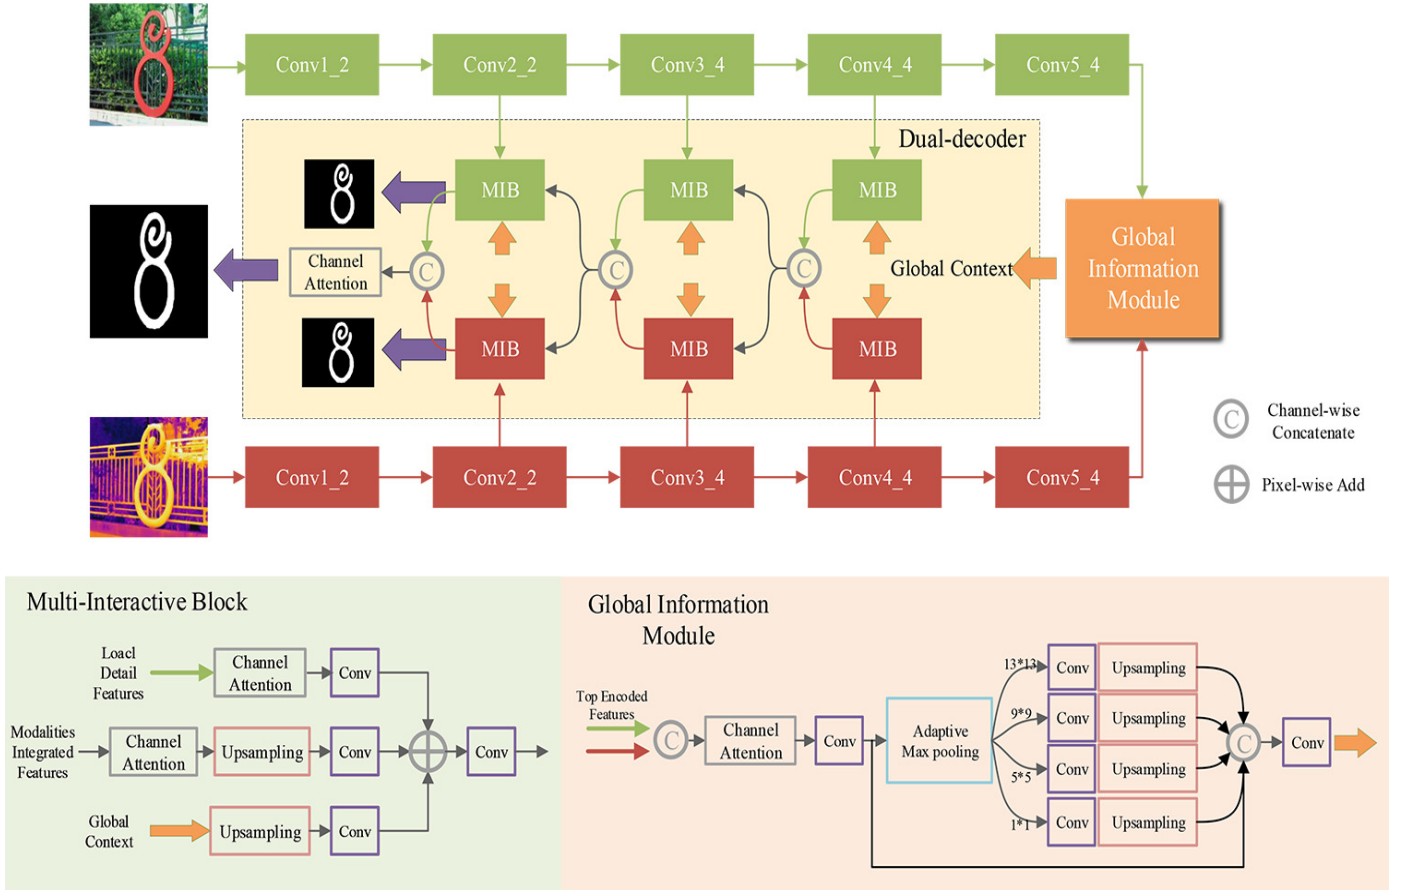 Conv1_2
Conv2_2
Conv3_4
Conv4_4
Conv5_4
Dual-decoder
MIB
MIB
MIB
Channel
Attention
C
C
C
Global Context
Global
Information
Module
MIB
MIB
MIB
C
Channel-wise
Concatenate
Pixel-wise Add
Conv1_2
Conv2_2
Conv3_4
Conv4_4
Conv5_4
Multi-Interactive Block
Loacl
Detail
Features
Channel
Attention
Conv
Modalities
Integrated
Features
Channel
Attention
Upsampling
Conv
Conv
Global
Context
Upsampling
Conv
Global Information
Module
Top Encoded
Features
C
Channel
Attention
Conv
Adaptive
Max pooling
13*13
Conv
Upsampling
9*9
Conv
Upsampling
5*5
Conv
Upsampling
1*1
Conv
Upsampling
C
Conv